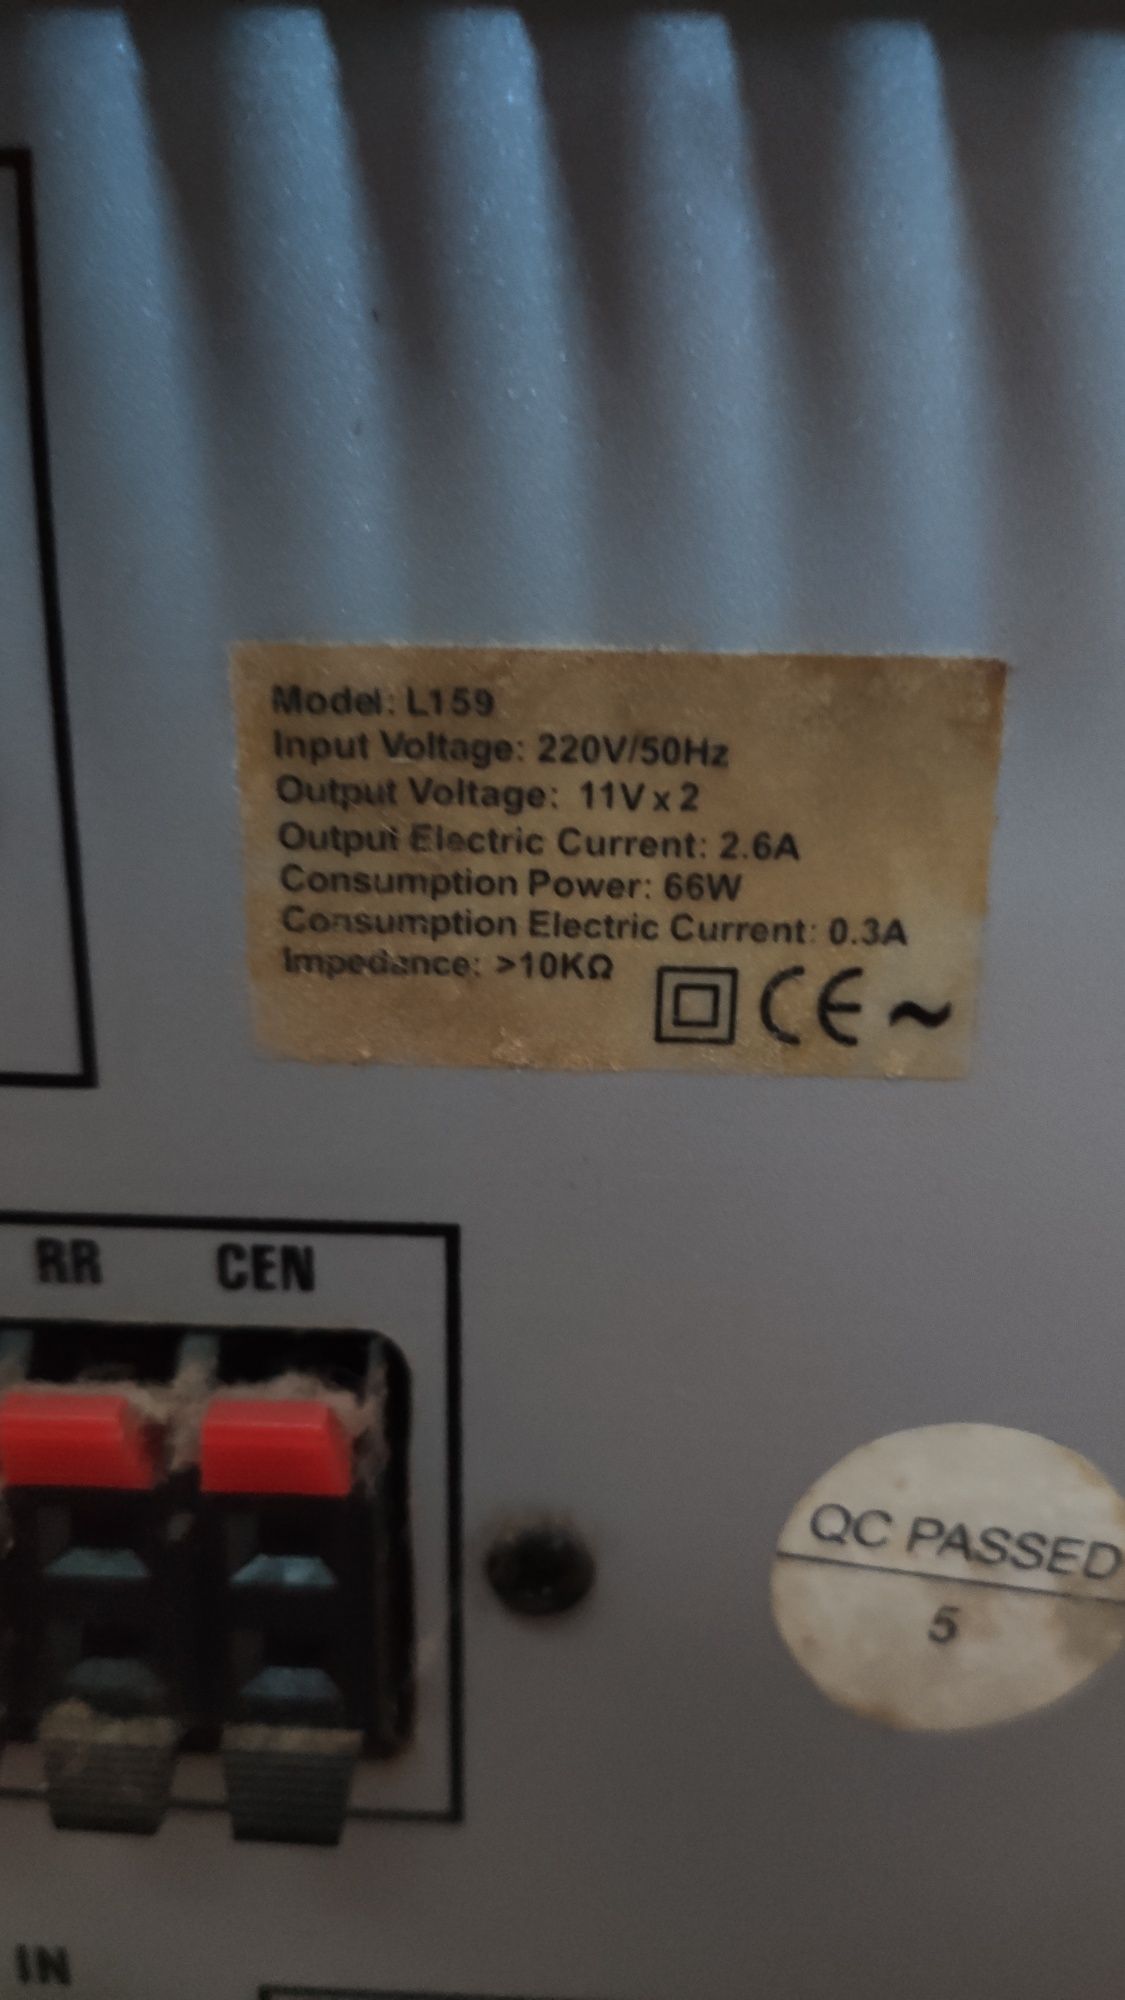 Model: L159
Input Voltage: 220V/50Hz
Output Voltage: 11V x 2
Output Electric Current: 2.6A
Consumption Power: 66W
Consumption Electric Current: 0.3A
Impedance: >10KΩ
CE ~
RR CEN
QC PASSED
5
IN